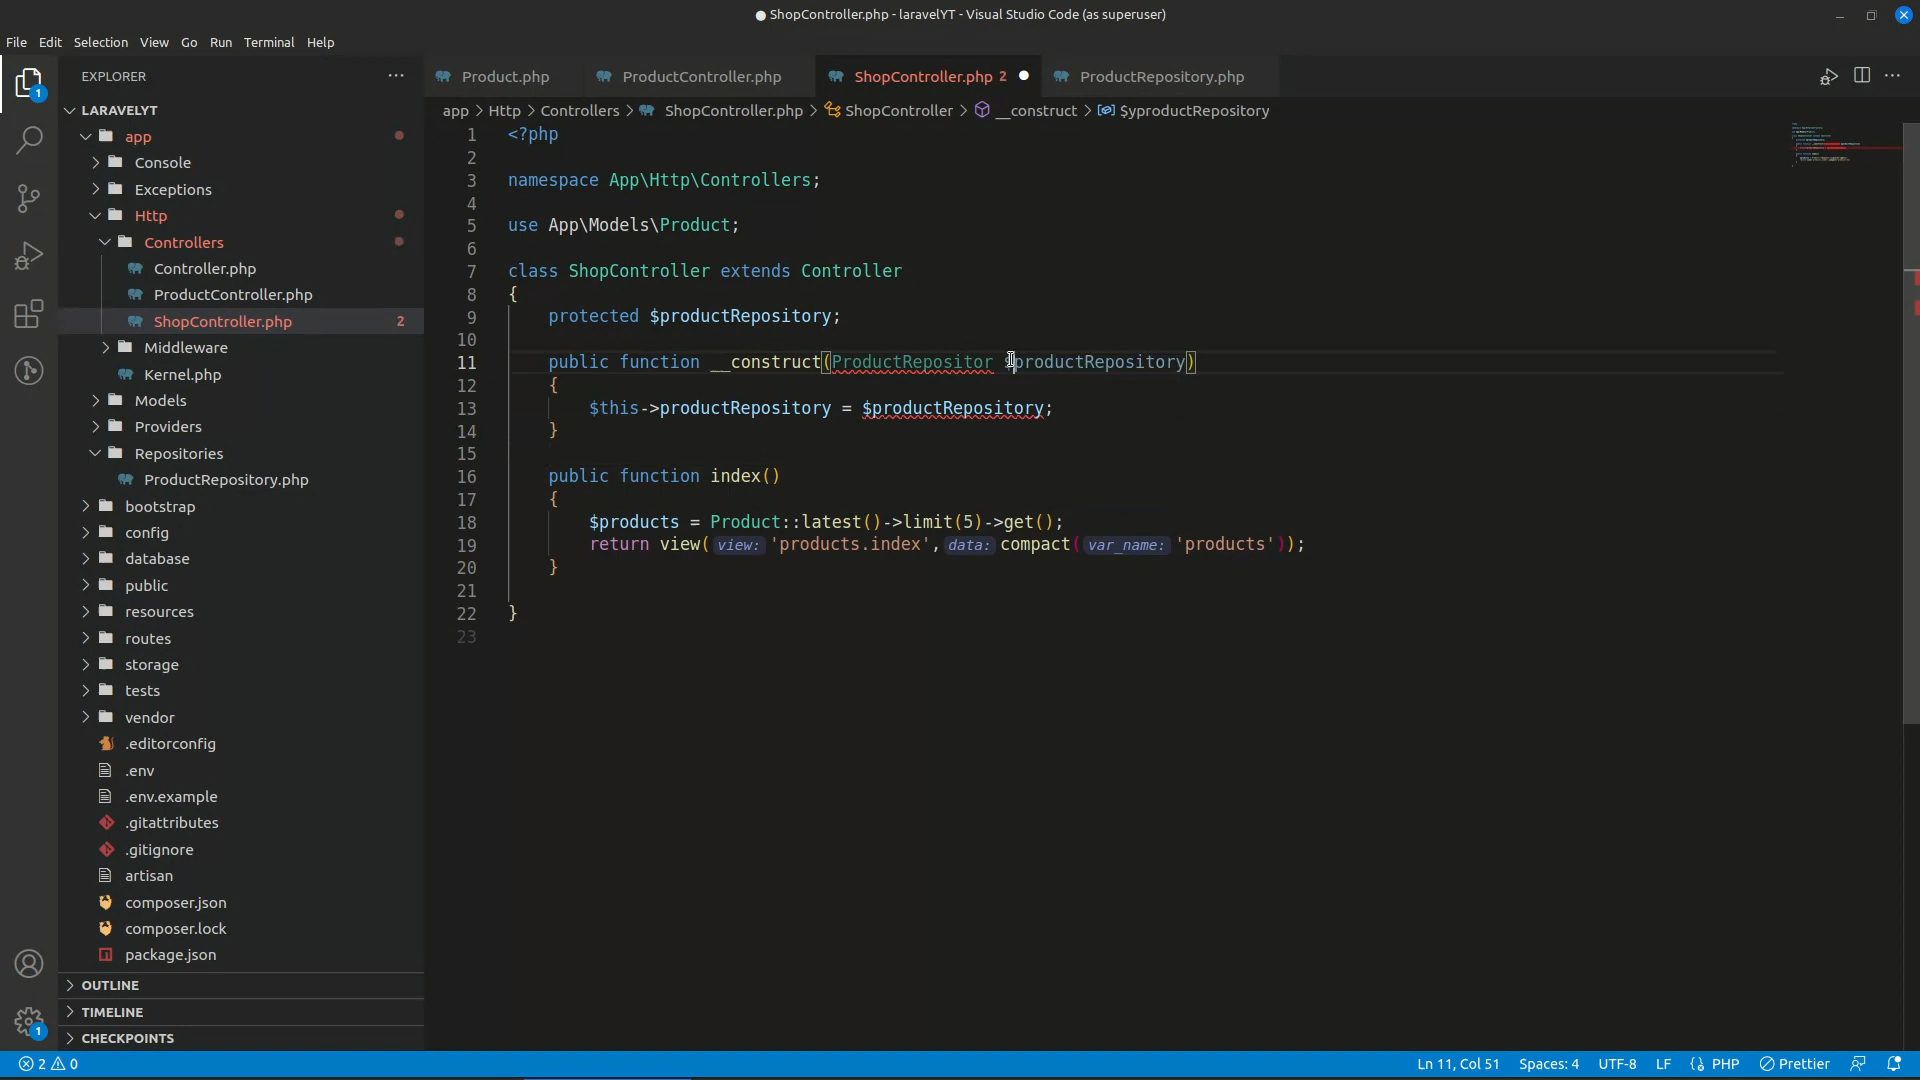 ShopController.php - laravelYT - Visual Studio Code (as superuser)
File Edit Selection View Go Run Terminal Help
EXPLORER
Product.php ProductController.php ShopController.php 2 ProductRepository.php
LARAVELYT
app > Http > Controllers > ShopController.php > ShopController > __construct > $yproductRepository
app
Console
Exceptions
Http
Controllers
Controller.php
ProductController.php
ShopController.php 2
Middleware
Kernel.php
Models
Providers
Repositories
ProductRepository.php
bootstrap
config
database
public
resources
routes
storage
tests
vendor
.editorconfig
.env
.env.example
.gitattributes
.gitignore
artisan
composer.json
composer.lock
package.json
OUTLINE
TIMELINE
CHECKPOINTS
1 <?php
2
3 namespace App\Http\Controllers;
4
5 use App\Models\Product;
6
7 class ShopController extends Controller
8 {
9 protected $productRepository;
10
11 public function __construct(ProductRepositor $productRepository)
12 {
13 $this->productRepository = $productRepository;
14 }
15
16 public function index()
17 {
18 $products = Product::latest()->limit(5)->get();
19 return view( view: 'products.index', data: compact( var_name: 'products'));
20 }
21
22 }
23
1
1
2 0
Ln 11, Col 51 Spaces: 4 UTF-8 LF {} PHP Prettier